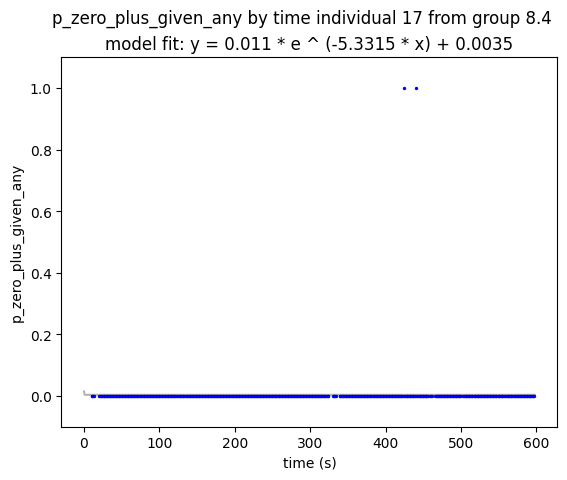 p_zero_plus_given_any by time individual 17 from group 8.4
model fit: y = 0.011 * e ^ (-5.3315 * x) + 0.0035
1.0
0.8
0.6
0.4
0.2
0.0
p_zero_plus_given_any
0 100 200 300 400 500 600
time (s)